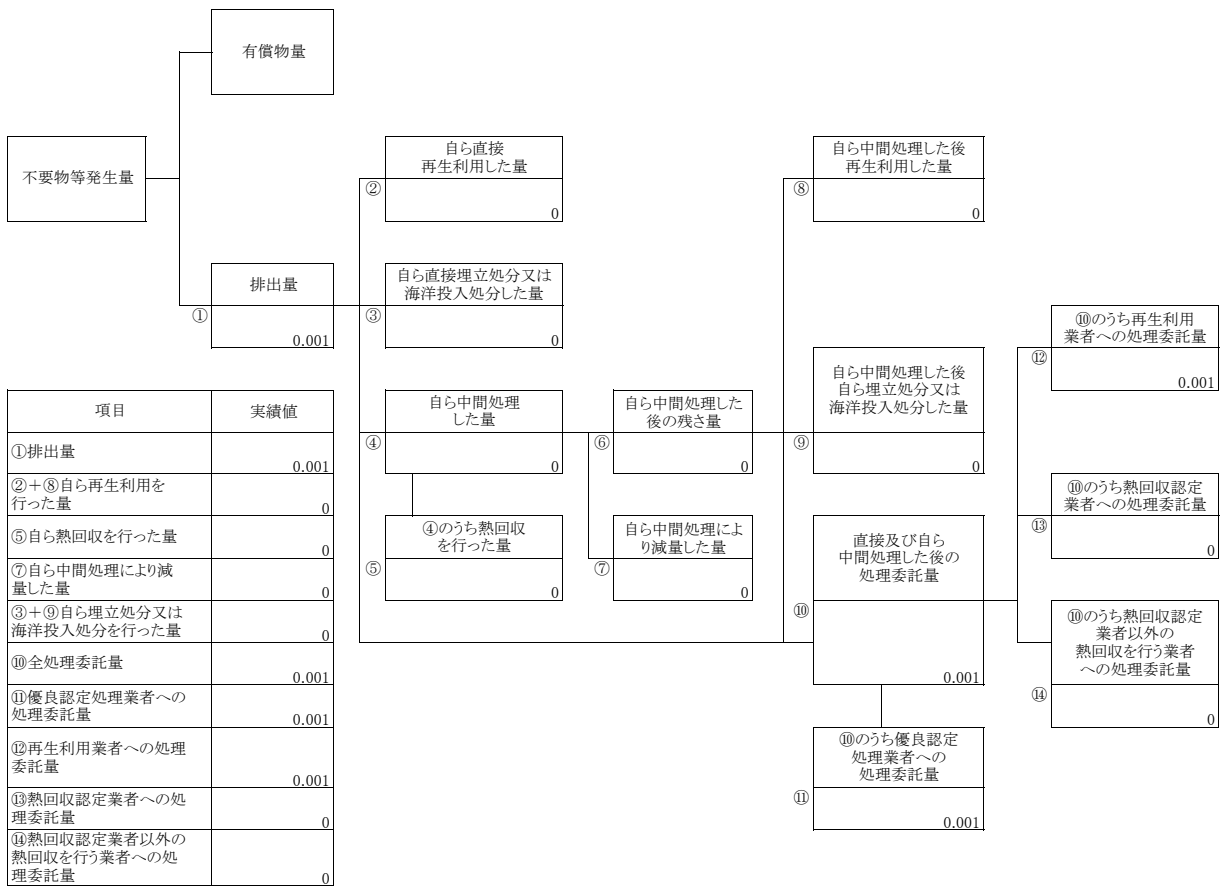 有償物量
不要物等発生量
自ら直接
再生利用した量
②
0
自ら中間処理した後
再生利用した量
⑧
0
排出量
①
0.001
自ら直接埋立処分又は
海洋投入処分した量
③
0
⑩のうち再生利用
業者への処理委託量
⑫
0.001
自ら中間処理
した量
④
0
自ら中間処理した
後の残さ量
⑥
0
自ら中間処理した後
自ら埋立処分又は
海洋投入処分した量
⑨
0
⑩のうち熱回収認定
業者への処理委託量
⑬
0
④のうち熱回収
を行った量
⑤
0
自ら中間処理によ
り減量した量
⑦
0
直接及び自ら
中間処理した後の
処理委託量
⑩
0.001
⑩のうち熱回収認定
業者以外の
熱回収を行う業者
への処理委託量
⑭
0
⑩のうち優良認定
処理業者への
処理委託量
⑪
0.001
項目 実績値
①排出量
0.001
②+⑧自ら再生利用を
行った量
0
⑤自ら熱回収を行った量
0
⑦自ら中間処理により減
量した量
0
③+⑨自ら埋立処分又は
海洋投入処分を行った量
0
⑩全処理委託量
0.001
⑪優良認定処理業者への
処理委託量
0.001
⑫再生利用業者への処理
委託量
0.001
⑬熱回収認定業者への処
理委託量
0
⑭熱回収認定業者以外の
熱回収を行う業者への処
理委託量
0